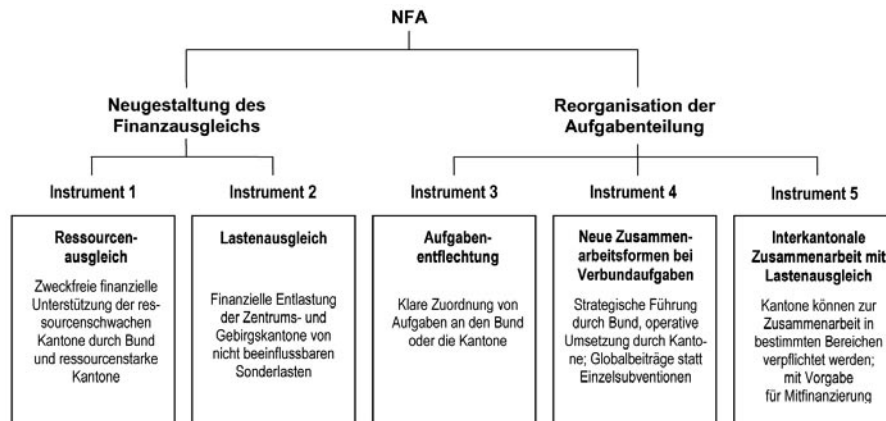 NFA
Neugestaltung des
Finanzausgleichs
Reorganisation der
Aufgabenteilung
Instrument 1
Instrument 2
Instrument 3
Instrument 4
Instrument 5
Ressourcen-
ausgleich
Zweckfreie finanzielle
Unterstützung der res-
sourcenschwachen
Kantone durch Bund
und ressourcenstarke
Kantone
Lastenausgleich
Finanzielle Entlastung
der Zentrums- und
Gebirgskantone von
nicht beeinflussbaren
Sonderlasten
Aufgaben-
entflechtung
Klare Zuordnung von
Aufgaben an den Bund
oder die Kantone
Neue Zusammen-
arbeitsformen bei
Verbundaufgaben
Strategische Führung
durch Bund, operative
Umsetzung durch Kanto-
ne; Globalbeiträge statt
Einzelsubventionen
Interkantonale
Zusammenarbeit mit
Lastenausgleich
Kantone können zur
Zusammenarbeit in
bestimmten Bereichen
verpflichtet werden;
mit Vorgabe
für Mitfinanzierung